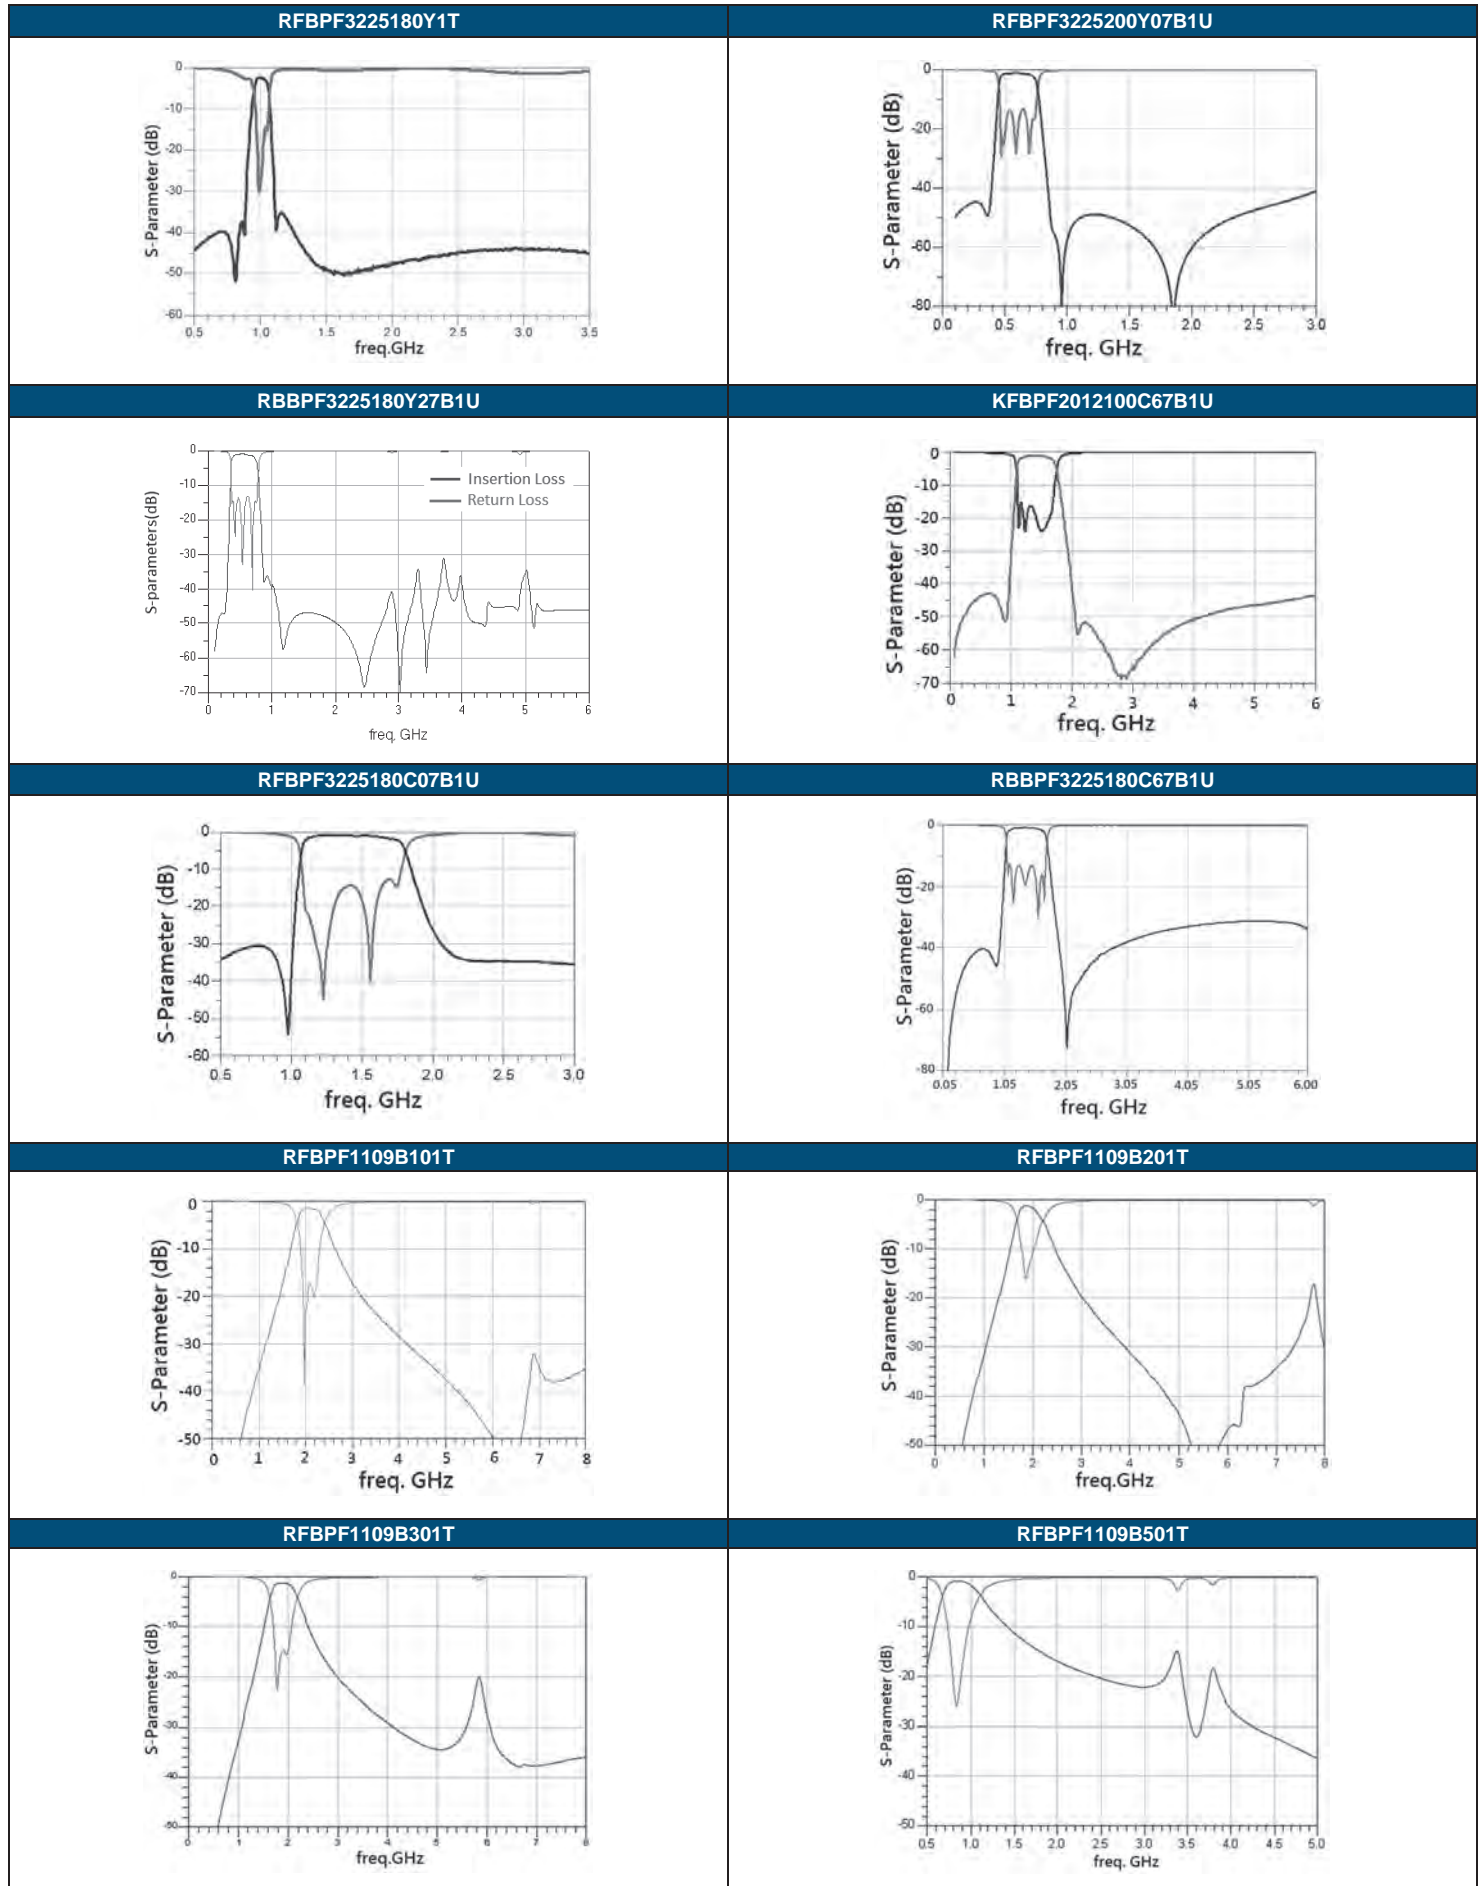 RFBPF3225180Y1T
S-Parameter (dB)
0
-10
-20
-30
-40
-50
-60
0.5 1.0 1.5 2.0 2.5 3.0 3.5
freq.GHz
RFBPF3225200Y07B1U
S-Parameter (dB)
0
-20
-40
-60
-80
0.0 0.5 1.0 1.5 2.0 2.5 3.0
freq. GHz
RBBPF3225180Y27B1U
S-parameters(dB)
0
-10
-20
-30
-40
-50
-60
-70
Insertion Loss
Return Loss
0 1 2 3 4 5 6
freq. GHz
KFBPF2012100C67B1U
S-Parameter (dB)
0
-10
-20
-30
-40
-50
-60
-70
0 1 2 3 4 5 6
freq. GHz
RFBPF3225180C07B1U
S-Parameter (dB)
0
-10
-20
-30
-40
-50
-60
0.5 1.0 1.5 2.0 2.5 3.0
freq. GHz
RBBPF3225180C67B1U
S-Parameter (dB)
0
-20
-40
-60
-80
0.05 1.05 2.05 3.05 4.05 5.05 6.00
freq. GHz
RFBPF1109B101T
S-Parameter (dB)
0
-10
-20
-30
-40
-50
0 1 2 3 4 5 6 7 8
freq. GHz
RFBPF1109B201T
S-Parameter (dB)
0
-10
-20
-30
-40
-50
0 1 2 3 4 5 6 7 8
freq.GHz
RFBPF1109B301T
S-Parameter (dB)
0
-10
-20
-30
-40
-50
0 1 2 3 4 5 6 7 8
freq.GHz
RFBPF1109B501T
S-Parameter (dB)
0
-10
-20
-30
-40
-50
0.5 1.0 1.5 2.0 2.5 3.0 3.5 4.0 4.5 5.0
freq. GHz